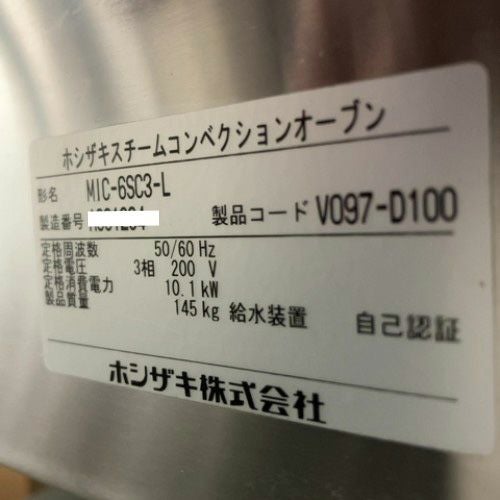 ホシザキスチームコンベクションオーブン
形名 MIC-6SC3-L
製造番号 製品コード V097-D100
定格周波数 50/60 Hz
定格電圧 3相 200 V
定格消費電力 10.1 kW
製品質量 145 kg 給水装置 自己認証
ホシザキ株式会社